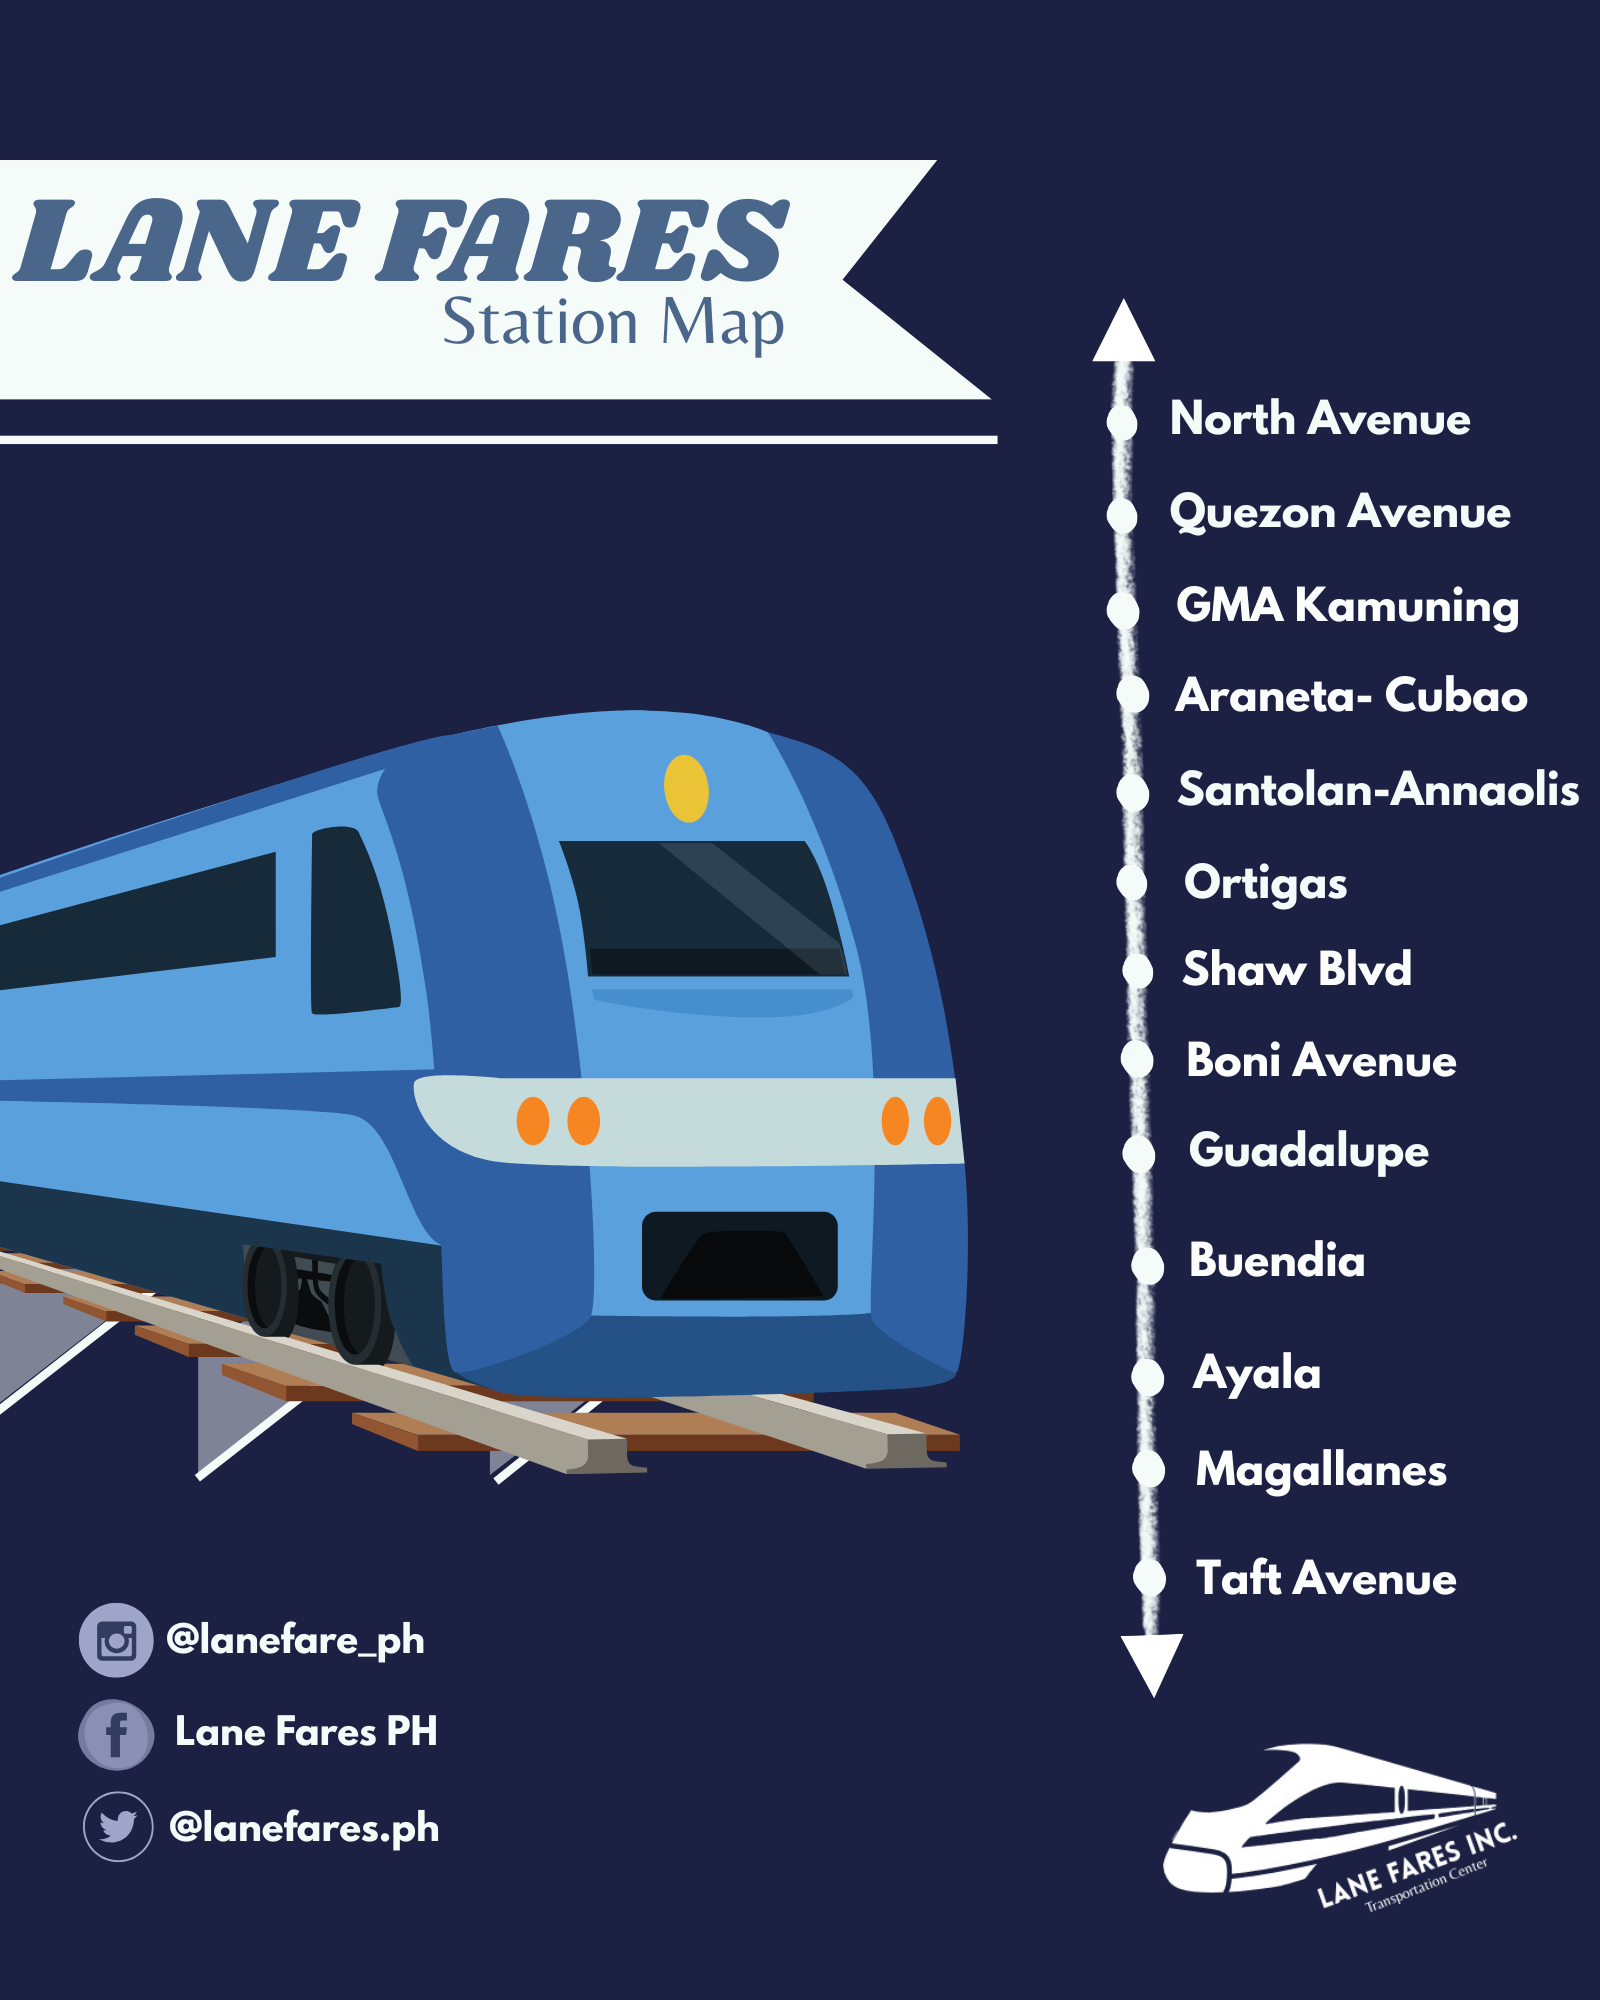 LANE FARES
Station Map
North Avenue
Quezon Avenue
GMA Kamuning
Araneta- Cubao
Santolan-Annaolis
Ortigas
Shaw Blvd
Boni Avenue
Guadalupe
Buendia
Ayala
Magallanes
Taft Avenue
@lanefare_ph
Lane Fares PH
@lanefares.ph
LANE FARES INC.
Transportation Center